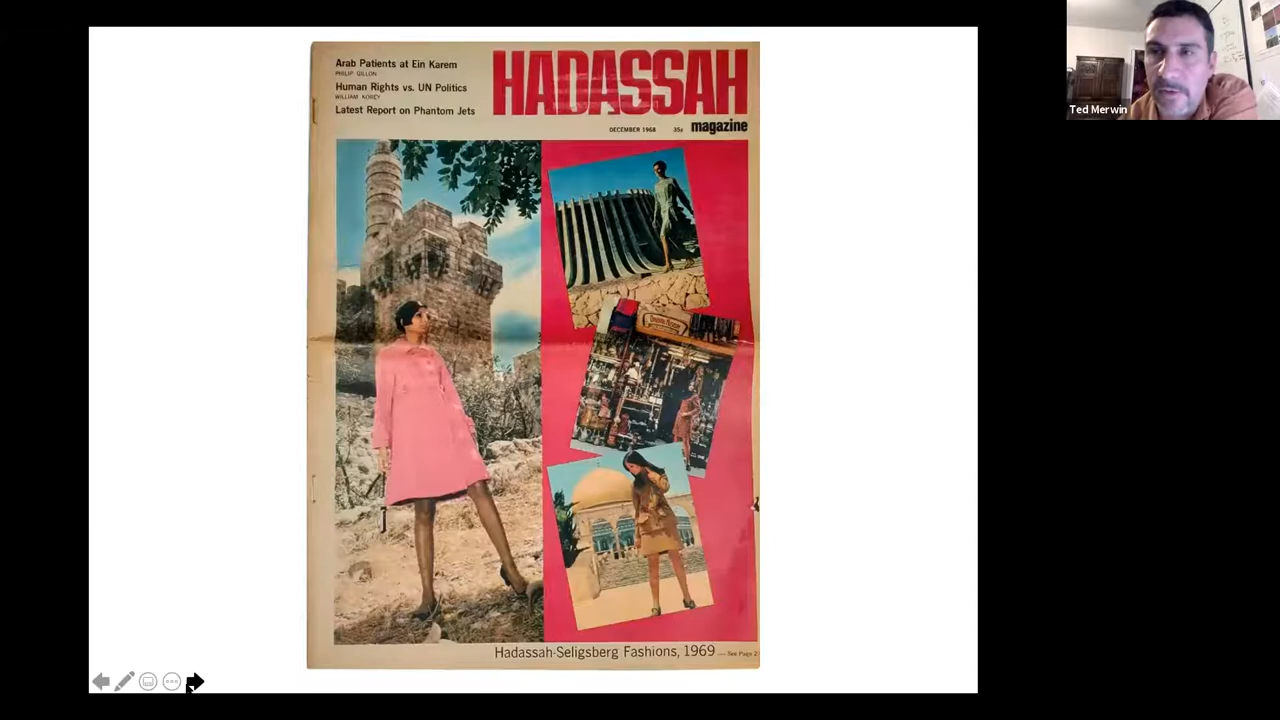 Arab Patients at Ein Karem
PHILIP GILLON
Human Rights vs. UN Politics
WILLIAM KOREY
Latest Report on Phantom Jets
HADASSAH
DECEMBER 1968 35¢ magazine
Hadassah-Seligsberg Fashions, 1969 — See Page 2
Ted Merwin